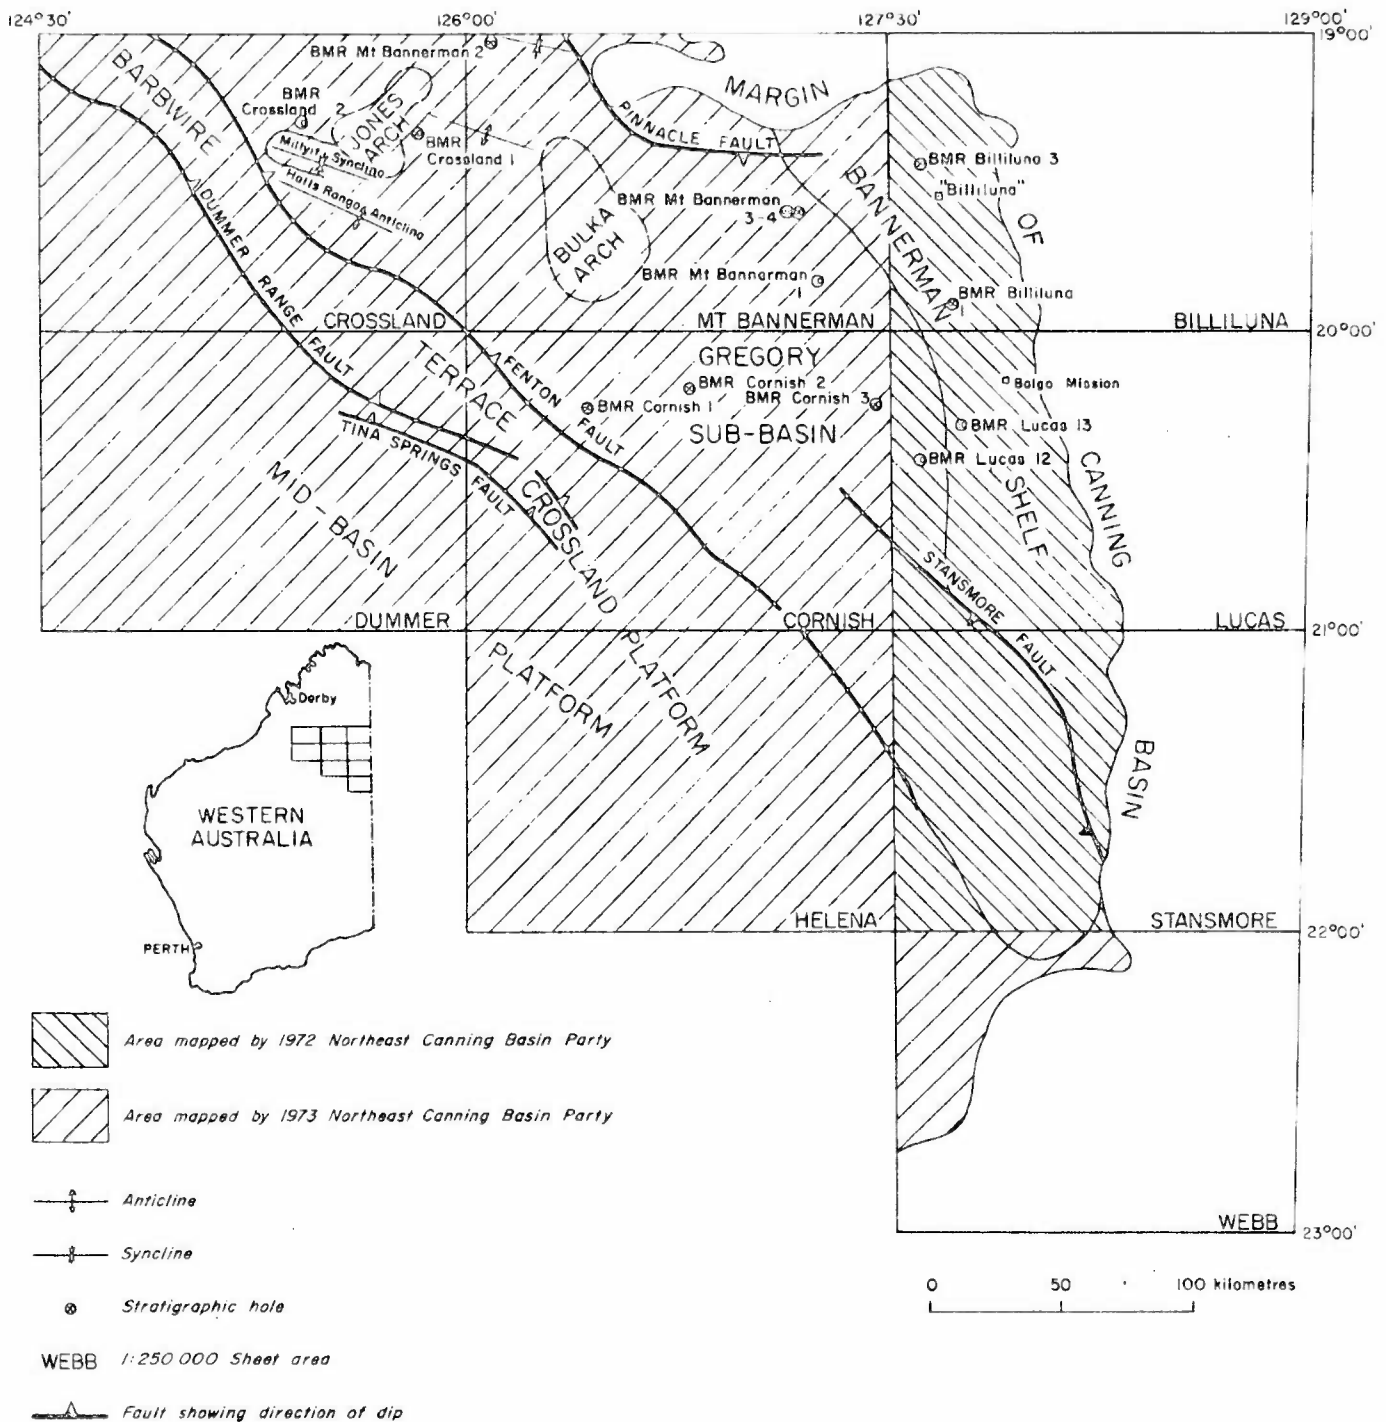 124°30'
126°00'
127°30'
129°00'
19°00'
BMR Mt Bannerman 2
BARBWIRE
BMR
Crossland 2
JONES
ARCH
BMR
Crossland 1
Millyit Syncline
Halls Range Anticline
MARGIN
PINNACLE FAULT
BMR Billiluna 3
"Billiluna"
BANNERMAN
OF
BMR Mt Bannerman
3-4
BULKA
ARCH
BMR Mt Bannerman
1
BMR Billiluna
1
DUMMER RANGE FAULT
CROSSLAND
MT BANNERMAN
BILLILUNA
20°00'
TERRACE
FENTON FAULT
GREGORY
BMR Cornish 2
BMR Cornish 1
BMR Cornish 3
SUB-BASIN
Balgo Mission
BMR Lucas 13
BMR Lucas 12
SHELF
CANNING
TINA SPRINGS FAULT
MID-BASIN
CROSSLAND PLATFORM
STANSMORE FAULT
DUMMER
CORNISH
LUCAS
21°00'
PLATFORM
BASIN
Derby
WESTERN
AUSTRALIA
PERTH
HELENA
STANSMORE
22°00'
Area mapped by 1972 Northeast Canning Basin Party
Area mapped by 1973 Northeast Canning Basin Party
Anticline
WEBB
23°00'
Syncline
0 50 100 kilometres
Stratigraphic hole
WEBB 1:250 000 Sheet area
Fault showing direction of dip